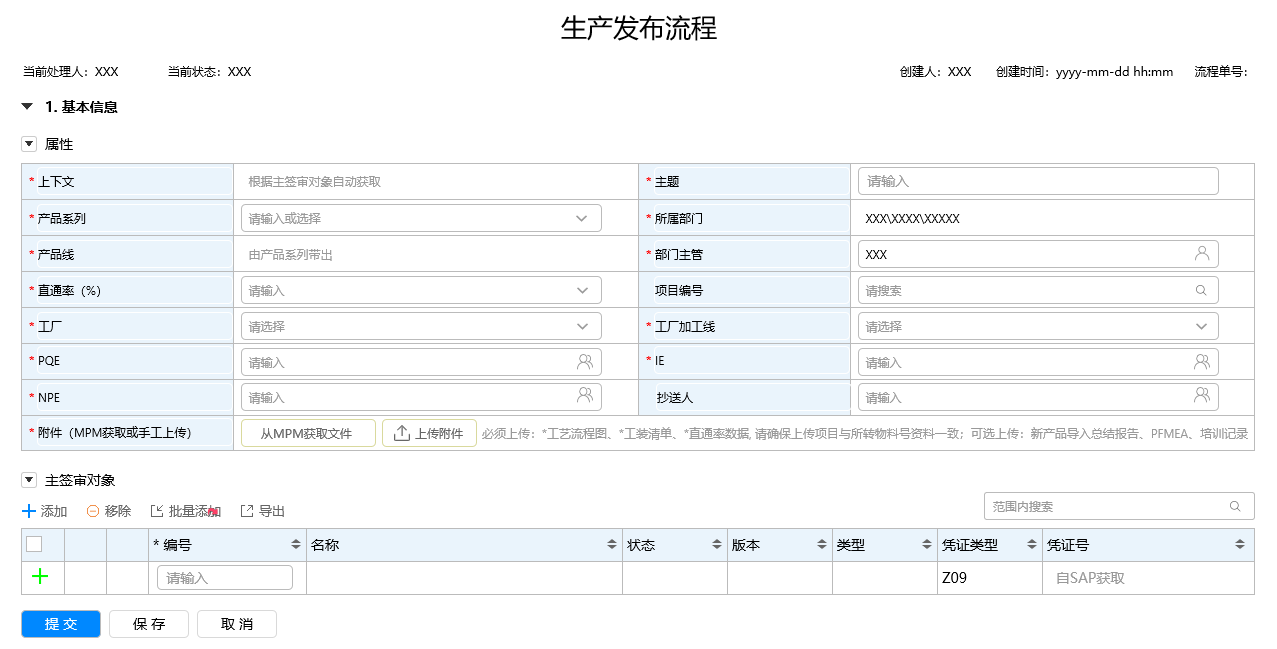 生产发布流程
当前处理人：XXX 当前状态：XXX 创建人：XXX 创建时间：yyyy-mm-dd hh:mm 流程单号：
1. 基本信息
属性
* 上下文 根据主签审对象自动获取 * 主题 请输入
* 产品系列 请输入或选择 * 所属部门 XXX\XXXX\XXXXX
* 产品线 由产品系列带出 * 部门主管 XXX
* 直通率（%） 请输入 项目编号 请搜索
* 工厂 请选择 * 工厂加工线 请选择
* PQE 请输入 * IE 请输入
* NPE 请输入 抄送人 请输入
* 附件（MPM获取或手工上传） 从MPM获取文件 上传附件 必须上传：*工艺流程图、*工装清单、*直通率数据, 请确保上传项目与所转物料号资料一致；可选上传：新产品导入总结报告、PFMEA、培训记录
主签审对象
添加 移除 批量添加 导出 范围内搜索
* 编号 名称 状态 版本 类型 凭证类型 凭证号
请输入 Z09 自SAP获取
提 交 保 存 取 消